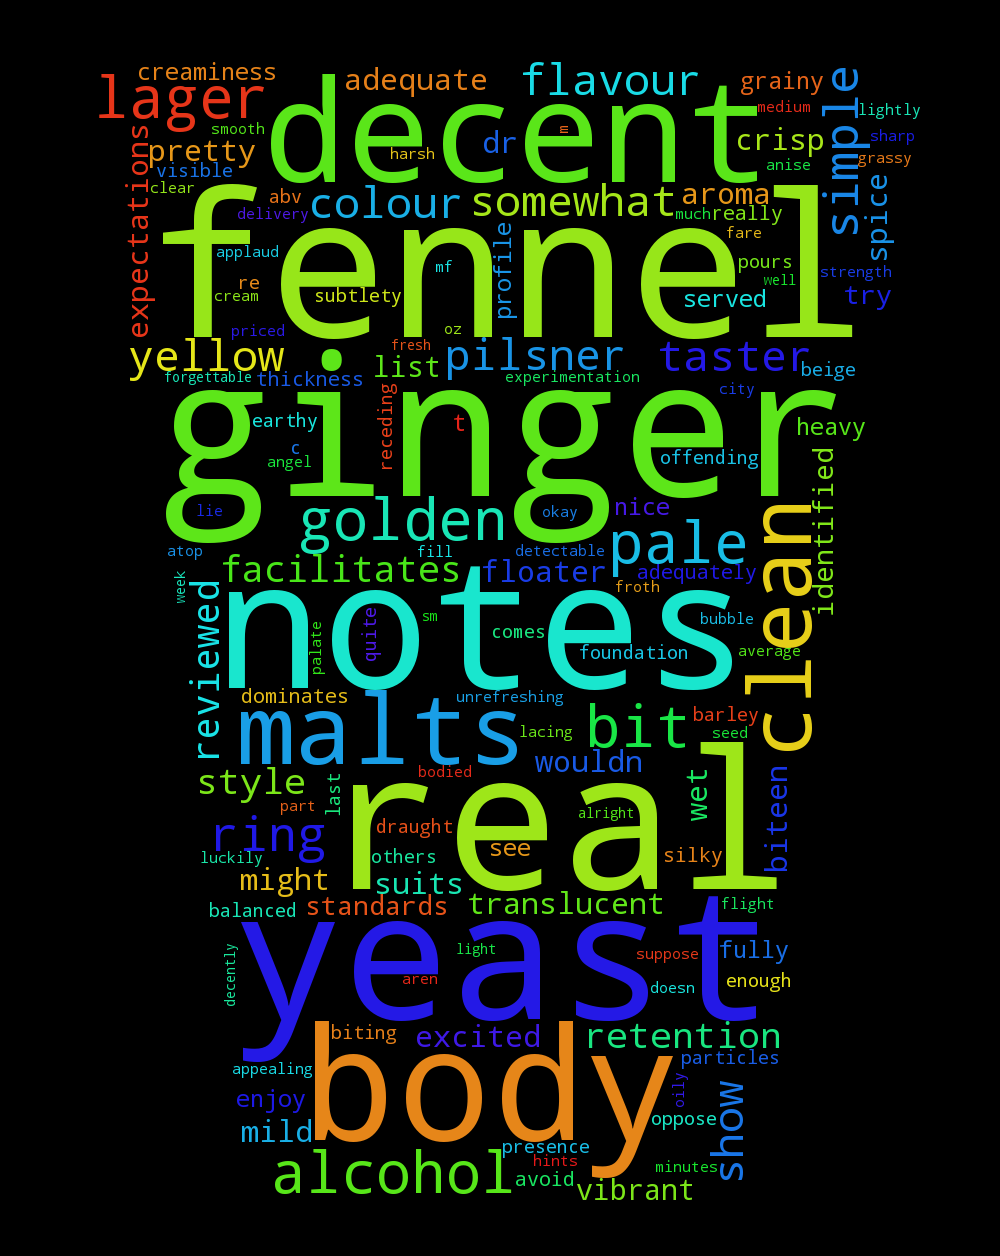 creaminess
adequate
flavour
grainy
simple
lager
decent
medium
lightly
smooth
dr
m
crisp
sharp
expectations
pretty
harsh
grassy
visible
anise
clear
abv
colour
somewhat
aroma
spice
delivery
much
really
fennel
profile
fare
applaud
mf
pours
strength
re
well
cream
subtlety
served
try
priced
oz
yellow
fresh
list
pilsner
taster
forgettable
thickness
experimentation
beige
ginger
receding
city
earthy
t
heavy
c
angel
offending
identified
golden
lie
okay
nice
clean
pale
atop
fill
detectable
facilitates
floater
adequately
week
notes
froth
reviewed
palate
quite
sm
comes
bubble
foundation
average
dominates
unrefreshing
malts
lacing
bit
barley
seed
style
bodied
wouldn
wet
biteen
last
real
part
alright
ring
draught
luckily
others
see
silky
might
suits
balanced
standards
translucent
flight
yeast
decently
light
suppose
fully
aren
doesn
enough
biting
excited
retention
body
particles
appealing
oily
show
enjoy
mild
oppose
presence
alcohol
hints
minutes
avoid
vibrant